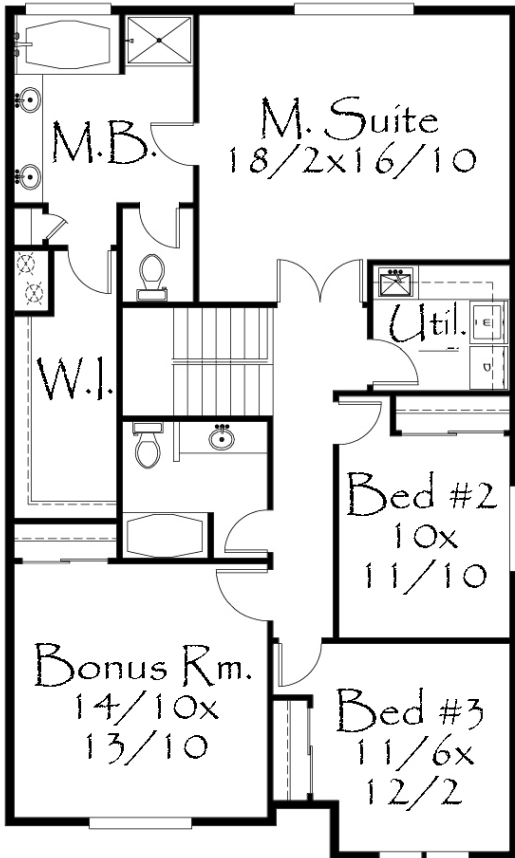 M.B.
M. Suite
18/2x16/10
Util.
W.I.
Bed #2
10x
11/10
Bonus Rm.
14/10x
13/10
Bed #3
11/6x
12/2